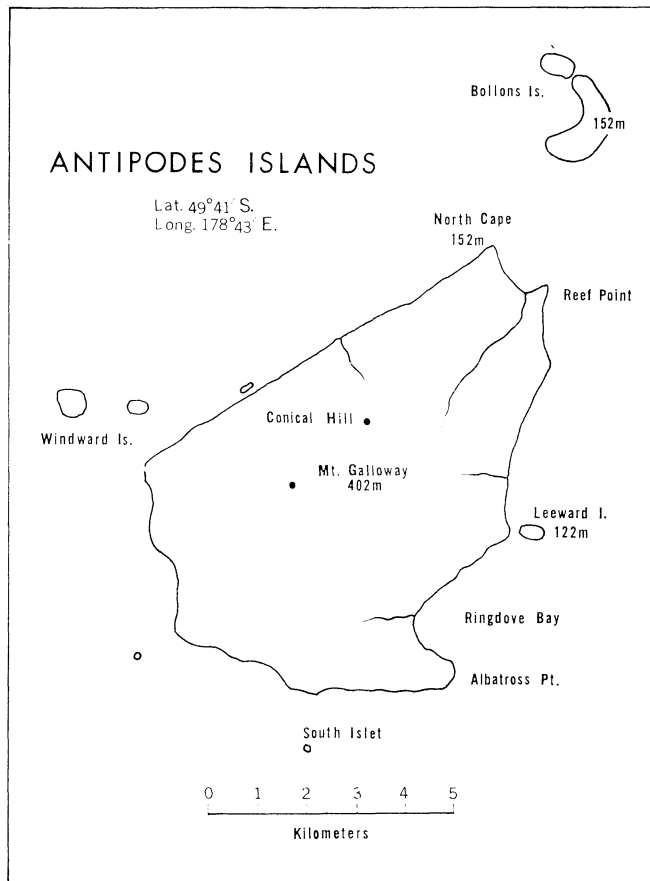 Bollons Is.
152m
ANTIPODES ISLANDS
Lat. 49°41′ S.
Long. 178°43′ E.
North Cape
152m
Reef Point
Conical Hill
Windward Is.
Mt. Galloway
402m
Leeward I.
122m
Ringdove Bay
Albatross Pt.
South Islet
0 1 2 3 4 5
Kilometers